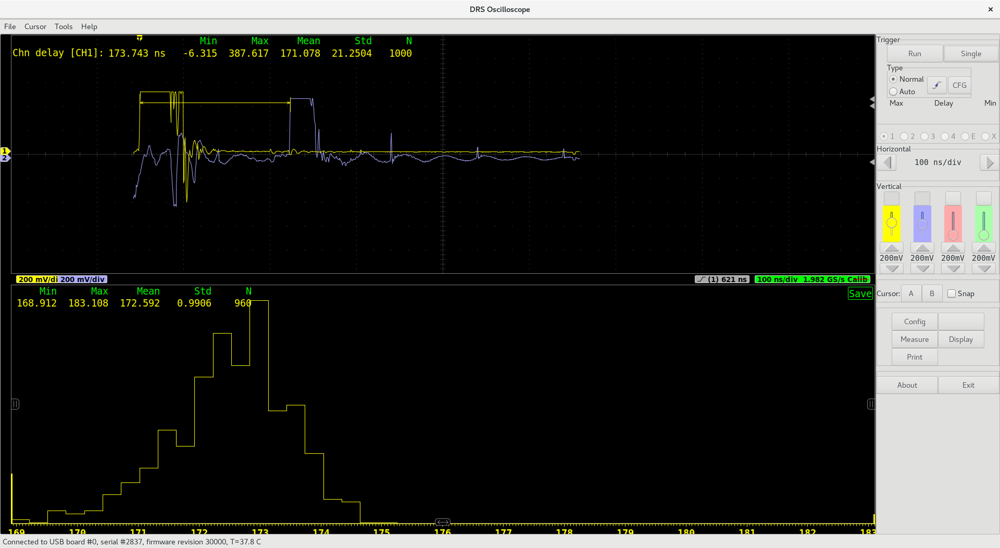 DRS Oscilloscope ×
File Cursor Tools Help
Min Max Mean Std N
Chn delay [CH1]: 173.743 ns -6.315 387.617 171.078 21.2504 1000
T
1
2
200 mV/di 200 mV/div
(1) 621 ns
100 ns/div 1.982 GS/s Calib
Min Max Mean Std N
168.912 183.108 172.592 0.9906 960
Save
169 170 171 172 173 174 175 176 177 178 179 180 181 182 183
Trigger
Run Single
Type
Normal
Auto
CFG
Max Delay Min
1 2 3 4 E X
Horizontal
100 ns/div
Vertical
200mV 200mV 200mV 200mV
Cursor: A B Snap
Config
Measure Display
Print
About Exit
Connected to USB board #0, serial #2837, firmware revision 30000, T=37.8 C